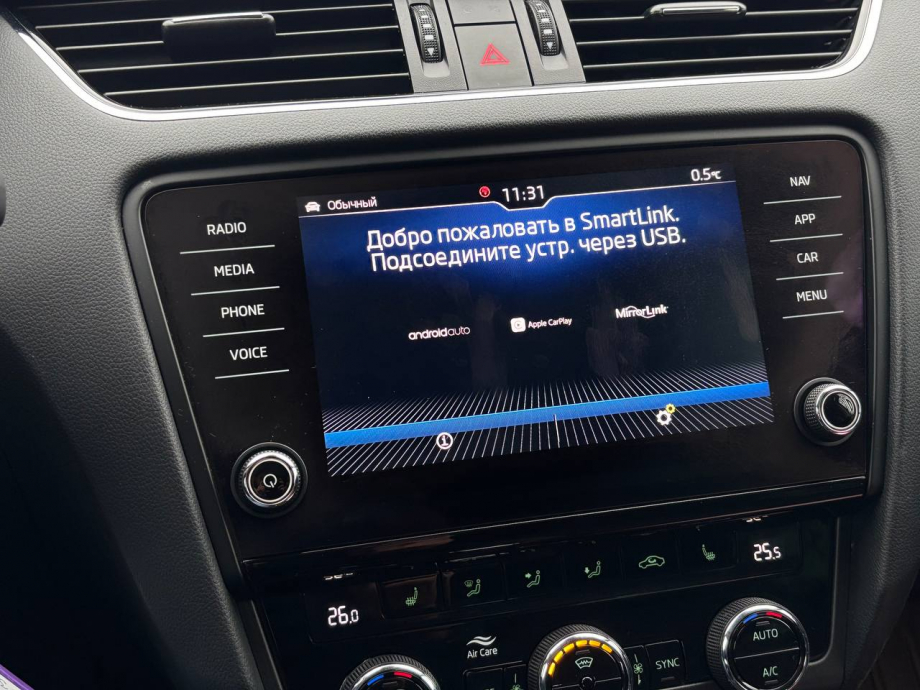 Обычный
11:31
0.5°C
RADIO
MEDIA
PHONE
VOICE
Добро пожаловать в SmartLink.
Подсоедините устр. через USB.
androidauto
Apple CarPlay
MirrorLink
NAV
APP
CAR
MENU
26.0
25.5
Air Care
SYNC
AUTO
A/C